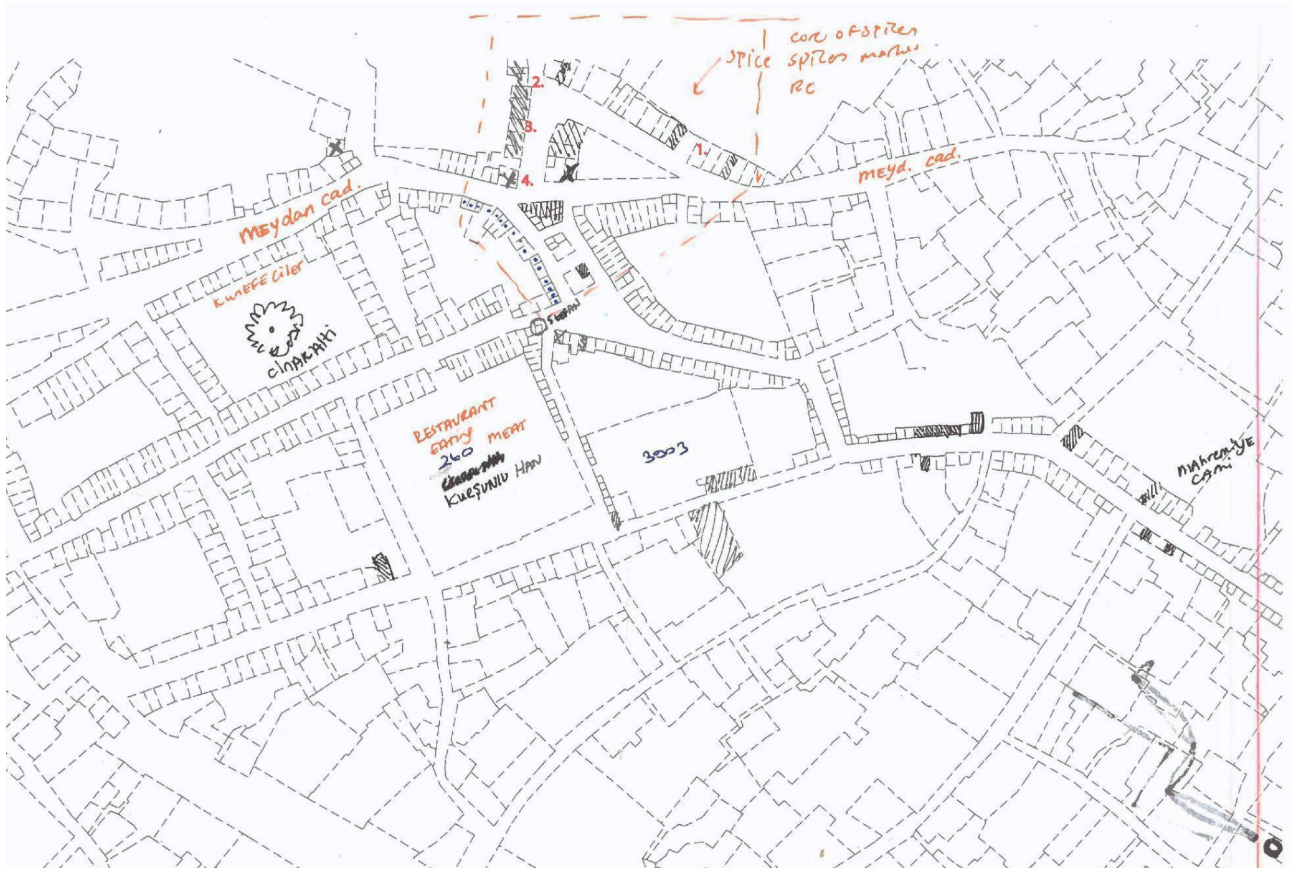 core of spices
spice spices market
RC
2.
3.
1.
4.
MEYdan cad.
MEYd. cad.
KunEFECiler
ÇINARALTI
RESTAURANT
EATING MEAT
260
KURŞUNLU HAN
3003
MAhremiYE
CAMİ